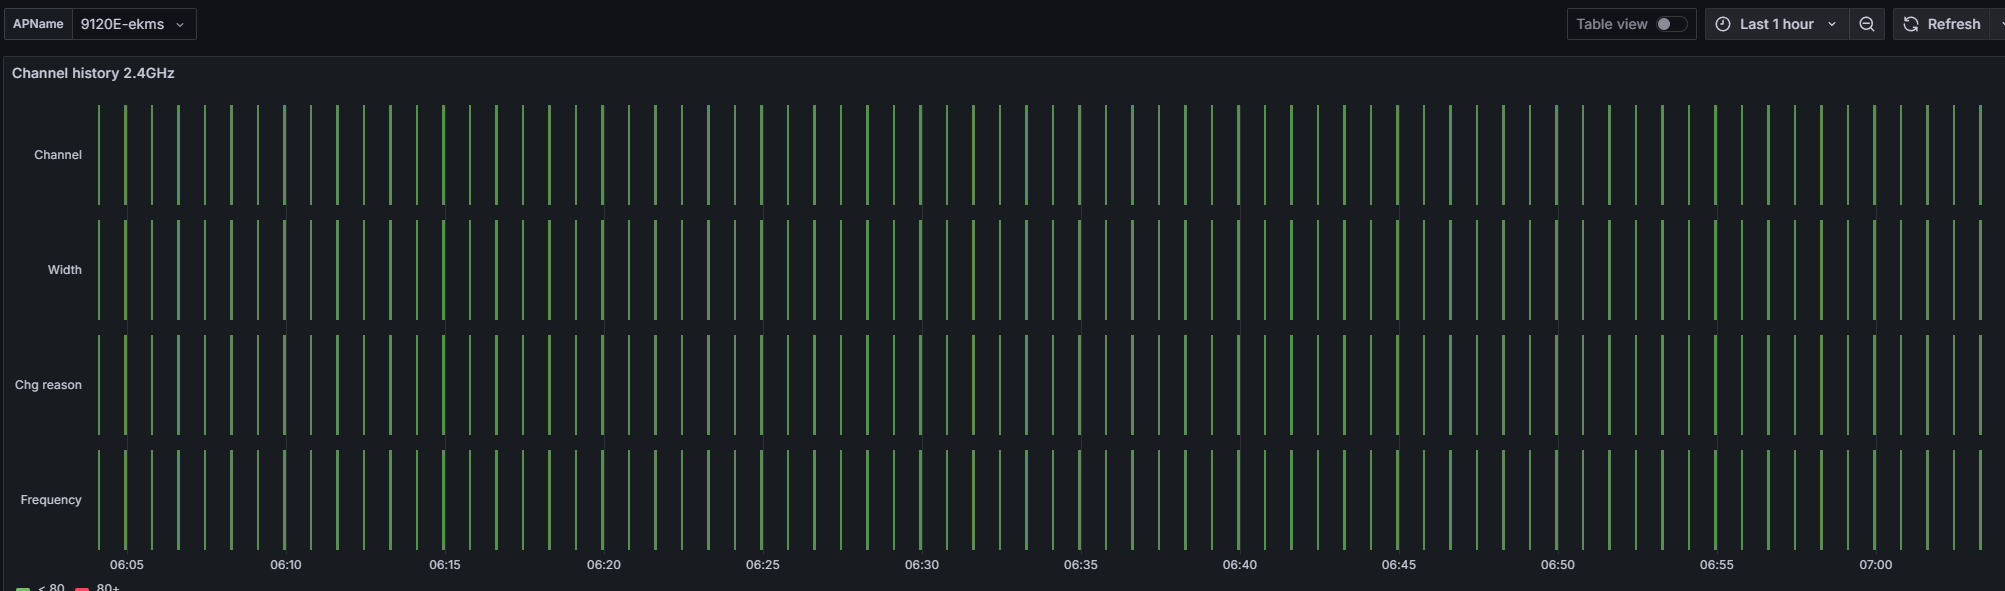 APName 9120E-ekms Table view Last 1 hour Refresh
Channel history 2.4GHz
Channel
Width
Chg reason
Frequency
06:05 06:10 06:15 06:20 06:25 06:30 06:35 06:40 06:45 06:50 06:55 07:00
< 80 80+